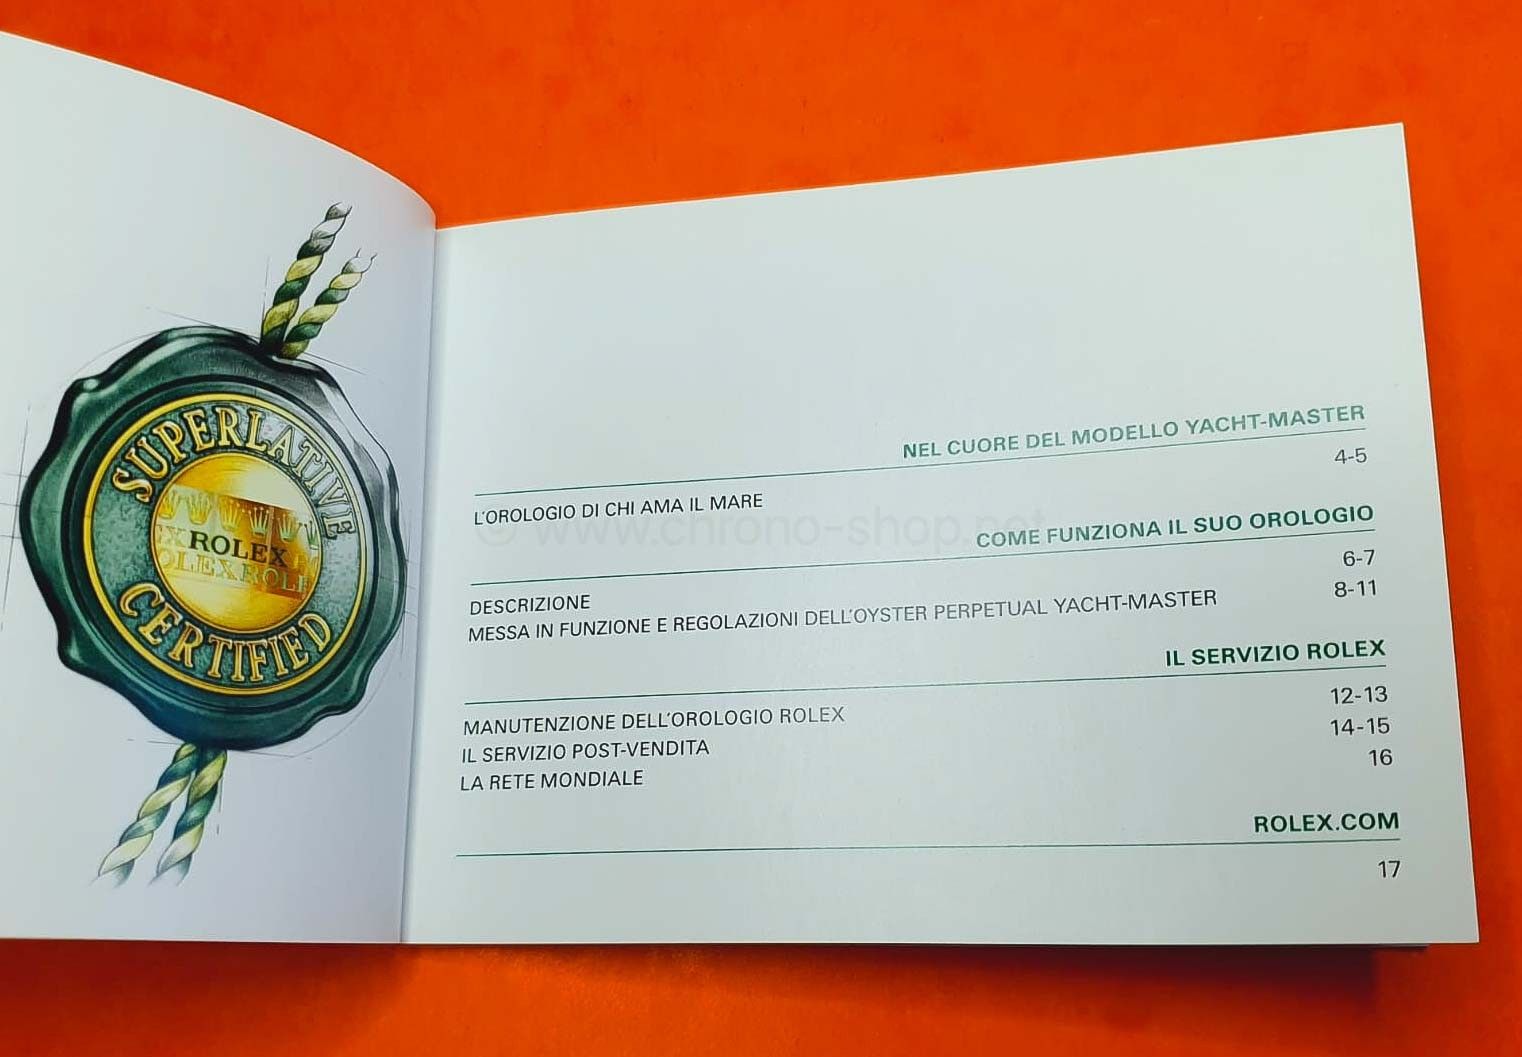 SUPERLATIVE
ROLEX
CERTIFIED
NEL CUORE DEL MODELLO YACHT-MASTER
L'OROLOGIO DI CHI AMA IL MARE 4-5
© www.chrono-shop.net
COME FUNZIONA IL SUO OROLOGIO
DESCRIZIONE 6-7
MESSA IN FUNZIONE E REGOLAZIONI DELL'OYSTER PERPETUAL YACHT-MASTER 8-11
IL SERVIZIO ROLEX
MANUTENZIONE DELL'OROLOGIO ROLEX 12-13
IL SERVIZIO POST-VENDITA 14-15
LA RETE MONDIALE 16
ROLEX.COM
17